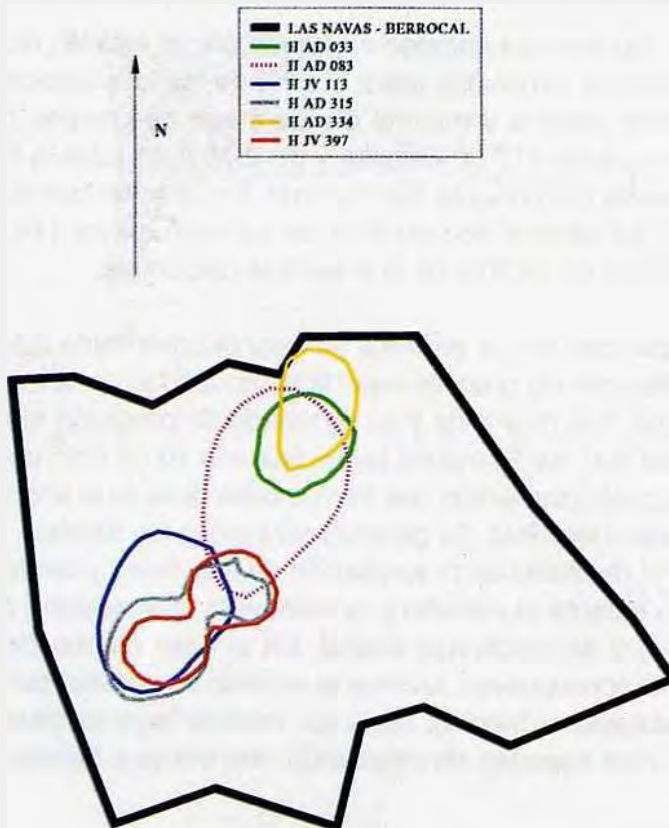 LAS NAVAS - BERROCAL
H AD 033
H AD 083
H JV 113
H AD 315
H AD 334
H JV 397
N